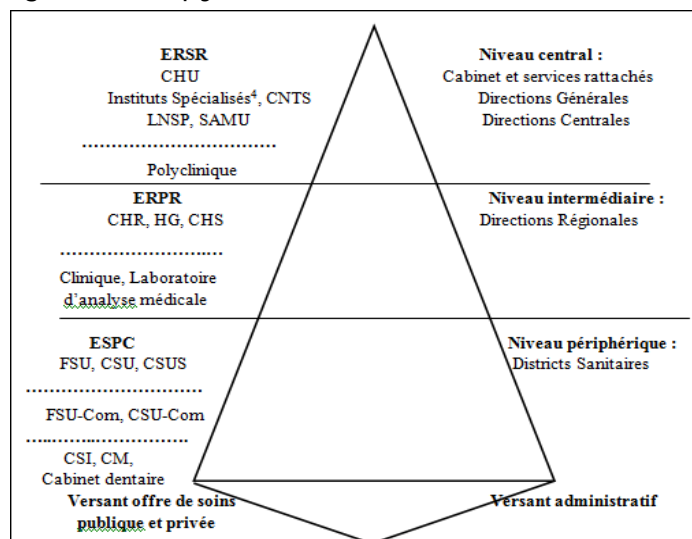 ERSR
CHU
Instituts Spécialisés⁴, CNTS
LNSP, SAMU
……………………………
Polyclinique
Niveau central :
Cabinet et services rattachés
Directions Générales
Directions Centrales
ERPR
CHR, HG, CHS
……………………….…
Clinique, Laboratoire
d'analyse médicale
Niveau intermédiaire :
Directions Régionales
ESPC
FSU, CSU, CSUS
…………………………
FSU-Com, CSU-Com
…..……..…………….
CSI, CM,
Cabinet dentaire
Niveau périphérique :
Districts Sanitaires
Versant offre de soins
publique et privée
Versant administratif